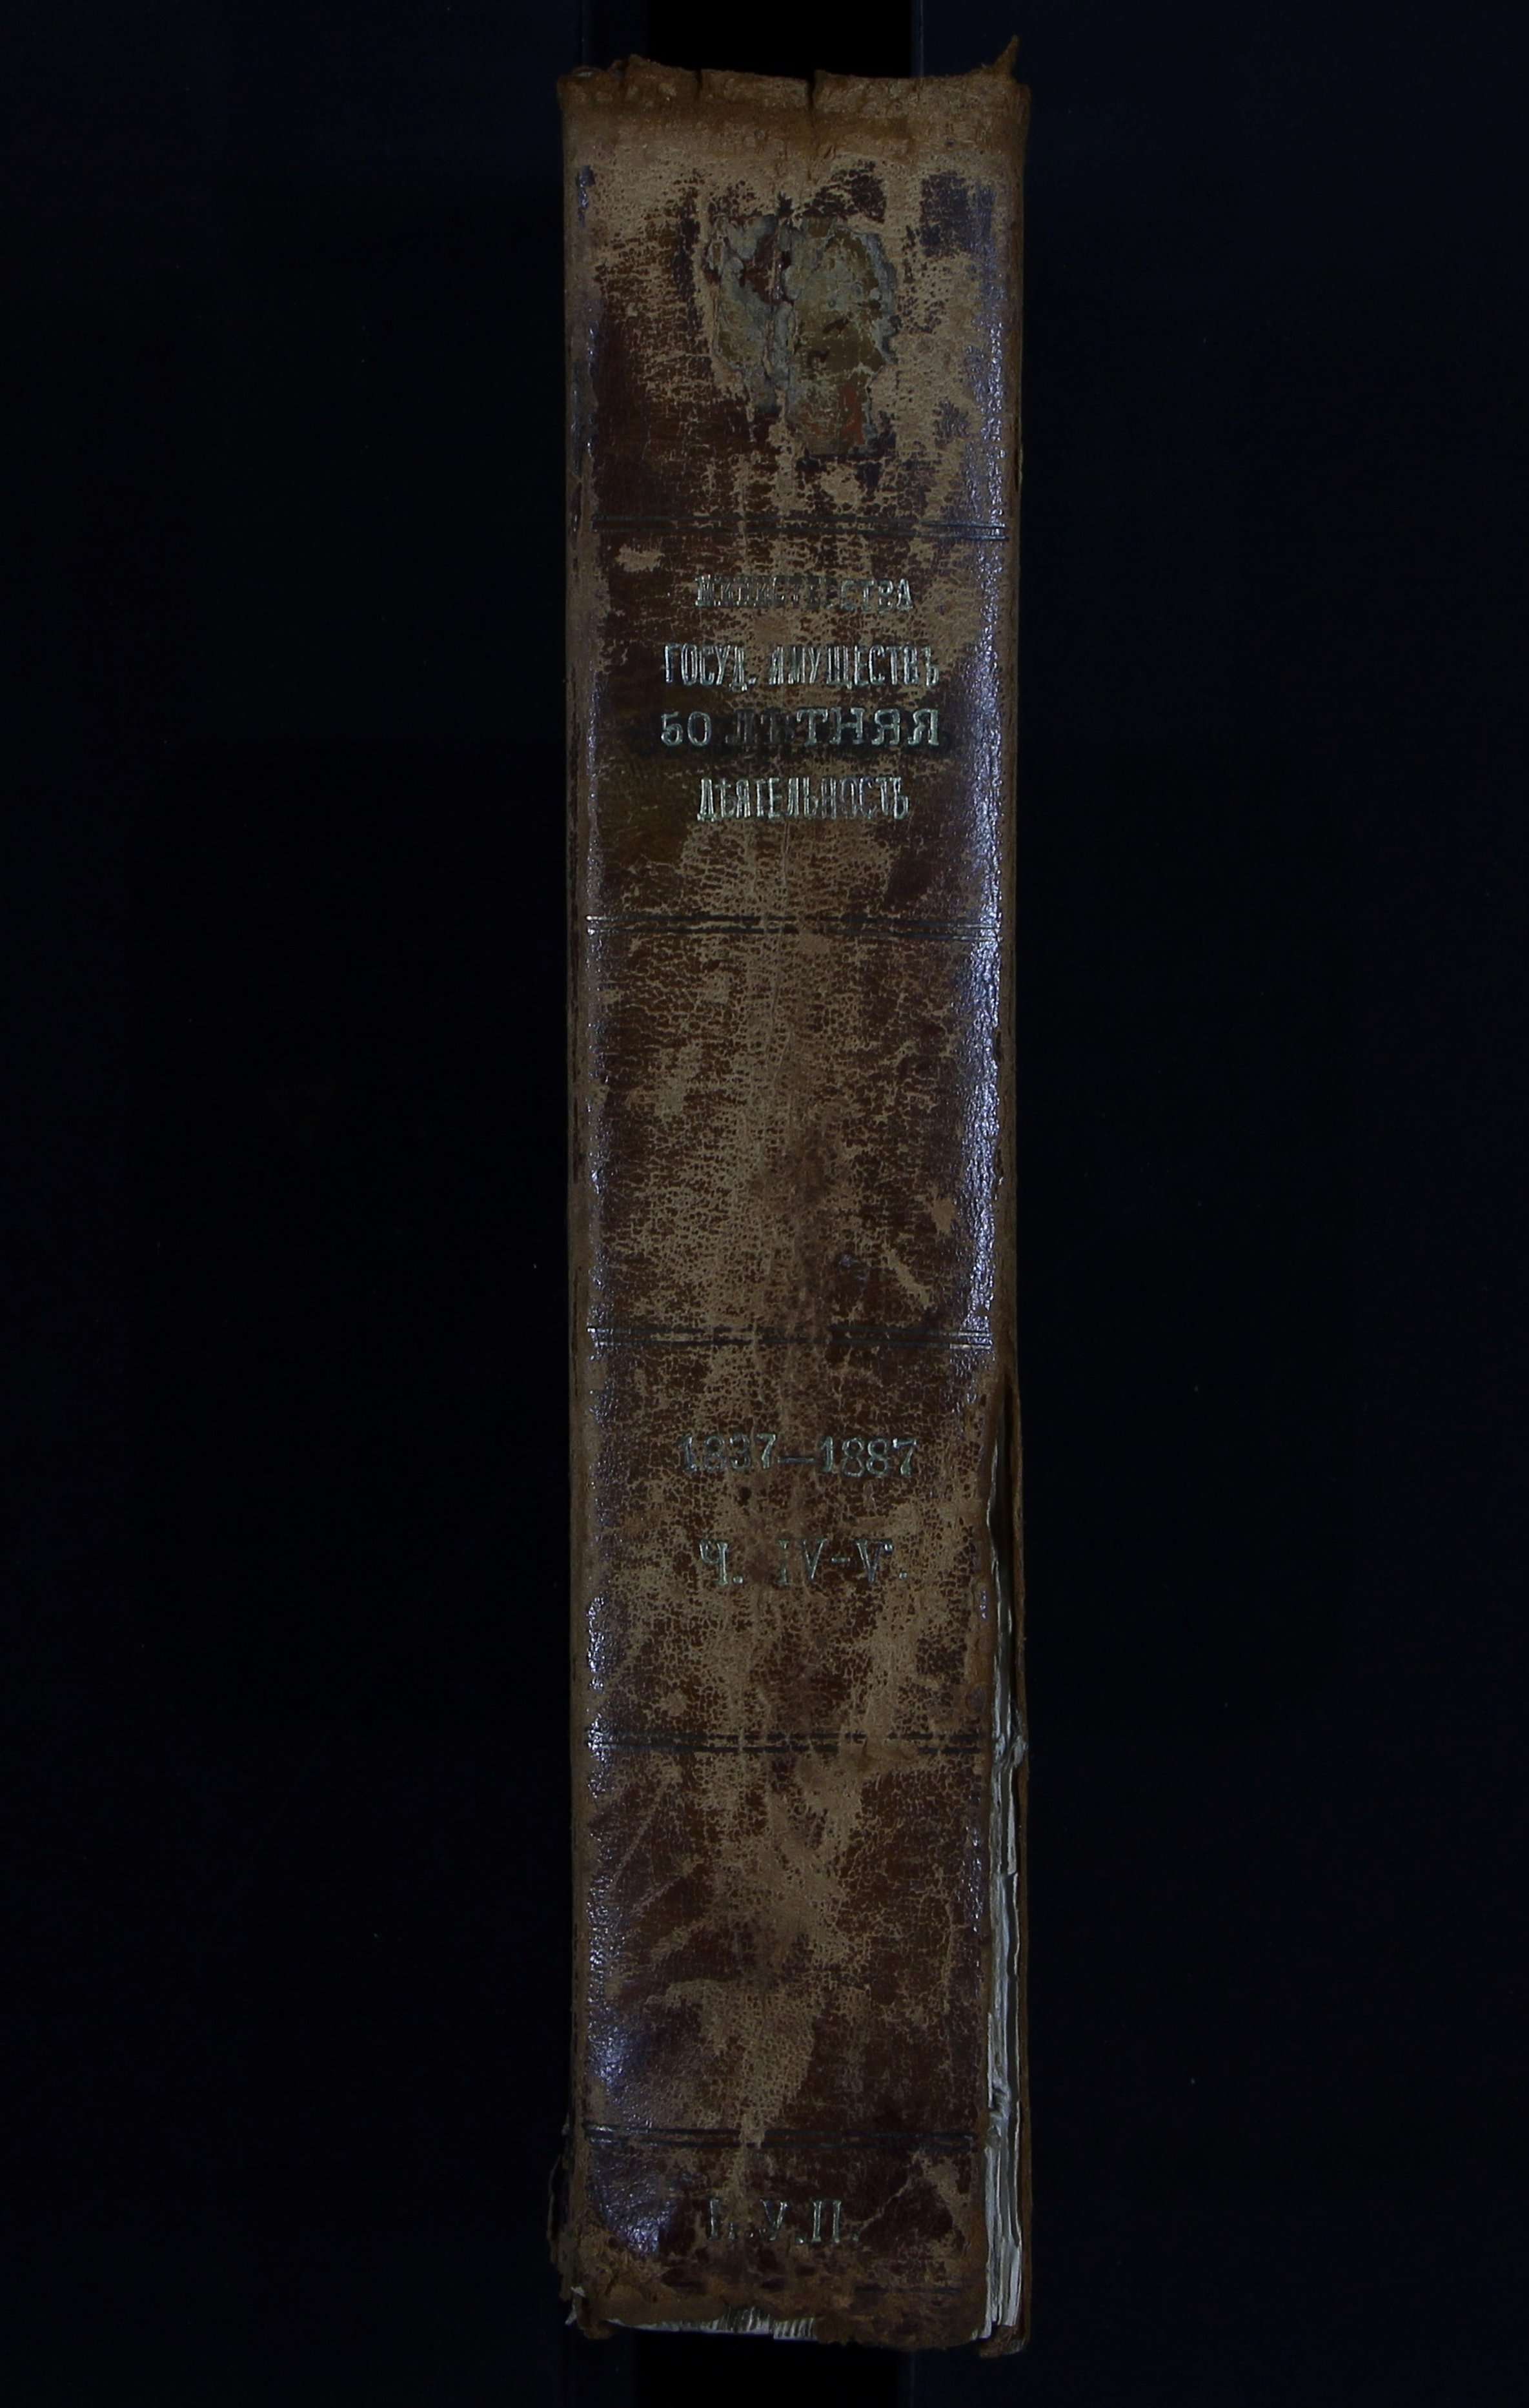 МИНИСТЕРСТВА
ГОСУД. ИМУЩЕСТВЪ
50 ЛѢТНЯЯ
ДѢЯТЕЛЬНОСТЬ
1837—1887
Ч. IV-V.